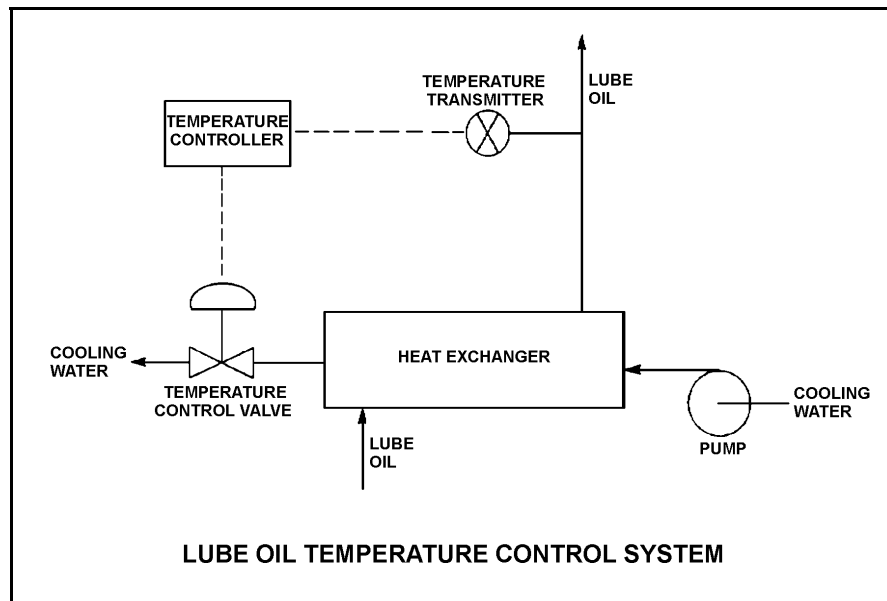 TEMPERATURE
TRANSMITTER
LUBE
OIL
TEMPERATURE
CONTROLLER
COOLING
WATER
TEMPERATURE
CONTROL VALVE
HEAT EXCHANGER
LUBE
OIL
PUMP
COOLING
WATER
LUBE OIL TEMPERATURE CONTROL SYSTEM